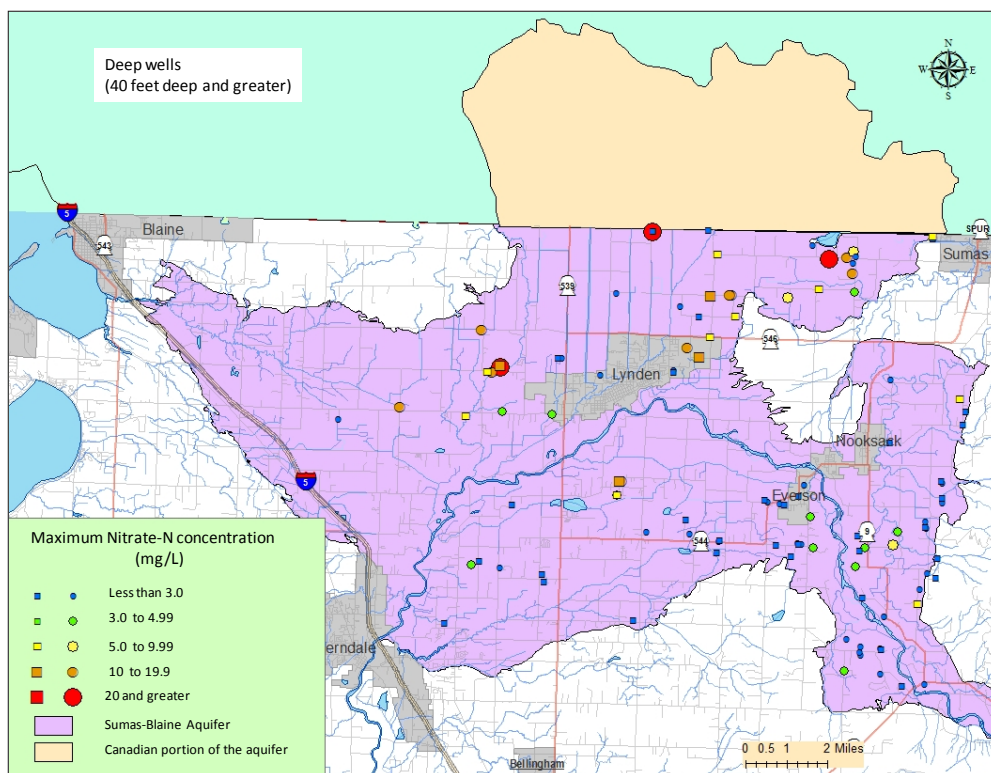 Deep wells
(40 feet deep and greater)
N
W E
S
5
Blaine
543
SPUR
Sumas
539
546
Lynden
Nooksack
5
Everson
9
544
Maximum Nitrate-N concentration
(mg/L)
Less than 3.0
3.0 to 4.99
5.0 to 9.99
10 to 19.9
20 and greater
Sumas-Blaine Aquifer
Canadian portion of the aquifer
erndale
Bellingham
0 0.5 1 2 Miles